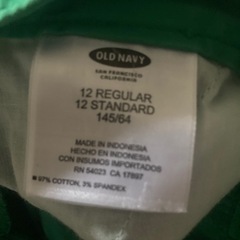 OLD NAVY
SAN FRANCISCO
CALIFORNIA
12 REGULAR
12 STANDARD
145/64
MADE IN INDONESIA
HECHO EN INDONESIA
CON INSUMOS IMPORTADOS
RN 54023 CA 17897
97% COTTON, 3% SPANDEX